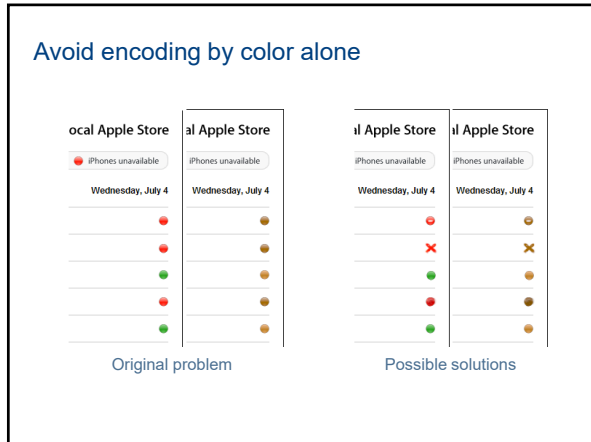 Avoid encoding by color alone
ocal Apple Store al Apple Store al Apple Store al Apple Store
iPhones unavailable iPhones unavailable iPhones unavailable iPhones unavailable
Wednesday, July 4 Wednesday, July 4 Wednesday, July 4 Wednesday, July 4
Original problem Possible solutions